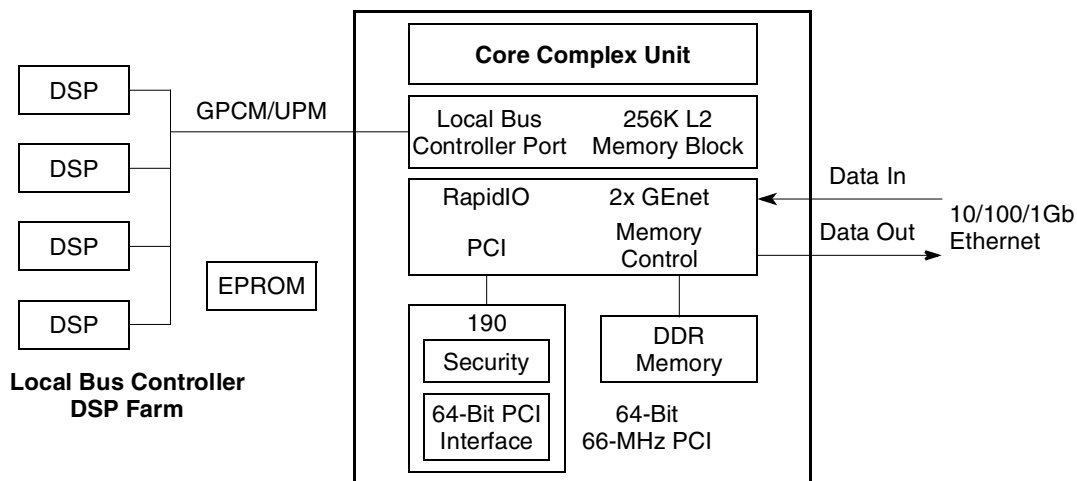 Core Complex Unit
DSP
GPCM/UPM
Local Bus
Controller Port
256K L2
Memory Block
DSP
RapidIO
2x GEnet
Data In
DSP
PCI
Memory
Control
Data Out
10/100/1Gb
Ethernet
EPROM
DSP
190
Security
64-Bit PCI
Interface
DDR
Memory
Local Bus Controller
DSP Farm
64-Bit
66-MHz PCI